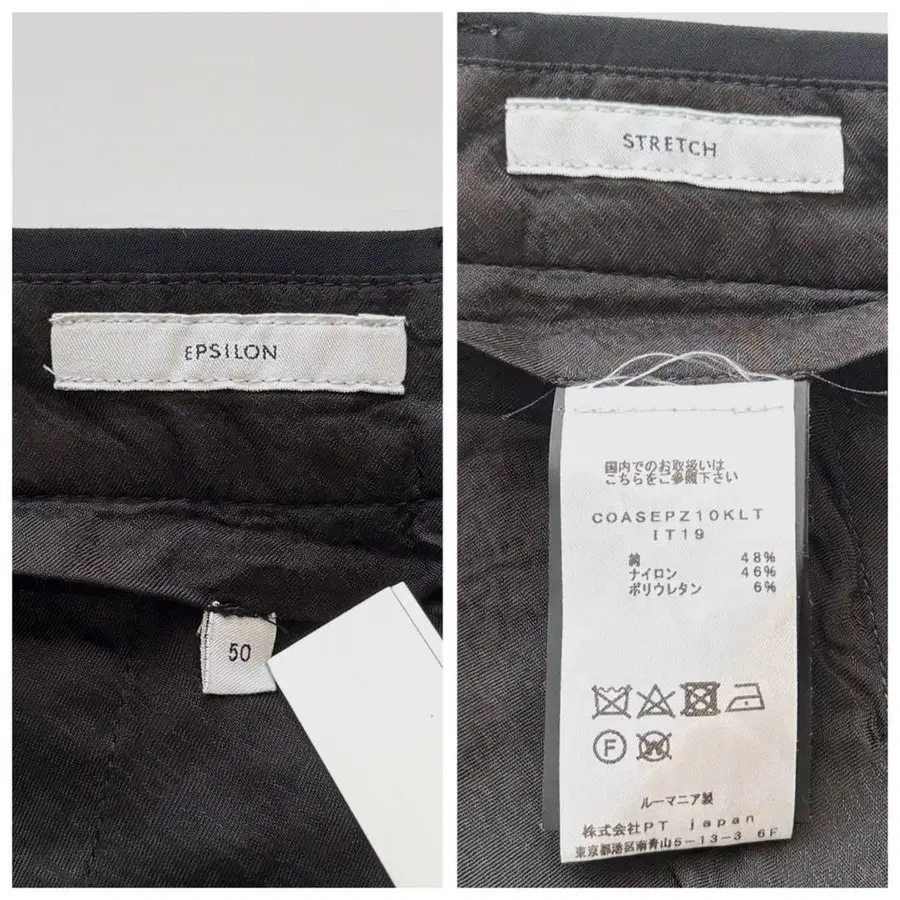 EPSILON
50
STRETCH
国内でのお取扱いは
こちらをご参照下さい
COASEPZ10KLT
IT19
綿 48%
ナイロン 46%
ポリウレタン 6%
F
W
ルーマニア製
株式会社PT japan
東京都港区南青山5-13-3 6F